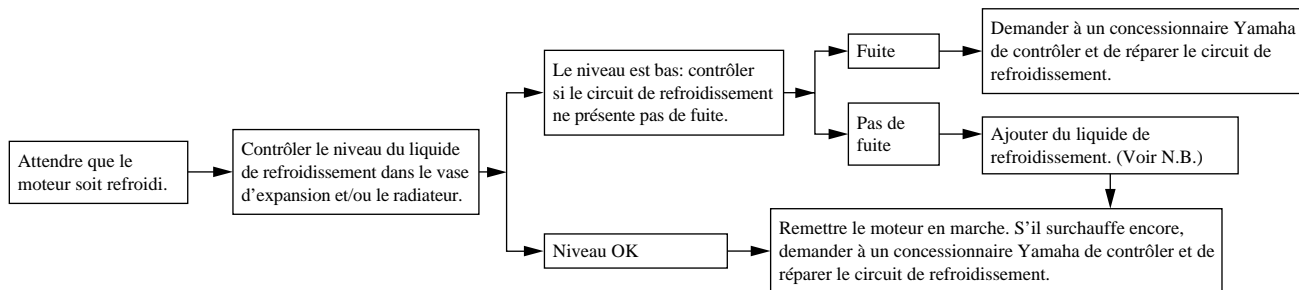 Attendre que le
moteur soit refroidi.
Contrôler le niveau du liquide
de refroidissement dans le vase
d’expansion et/ou le radiateur.
Le niveau est bas: contrôler
si le circuit de refroidissement
ne présente pas de fuite.
Fuite
Demander à un concessionnaire Yamaha
de contrôler et de réparer le circuit de
refroidissement.
Pas de
fuite
Ajouter du liquide de
refroidissement. (Voir N.B.)
Niveau OK
Remettre le moteur en marche. S’il surchauffe encore,
demander à un concessionnaire Yamaha de contrôler et de
réparer le circuit de refroidissement.